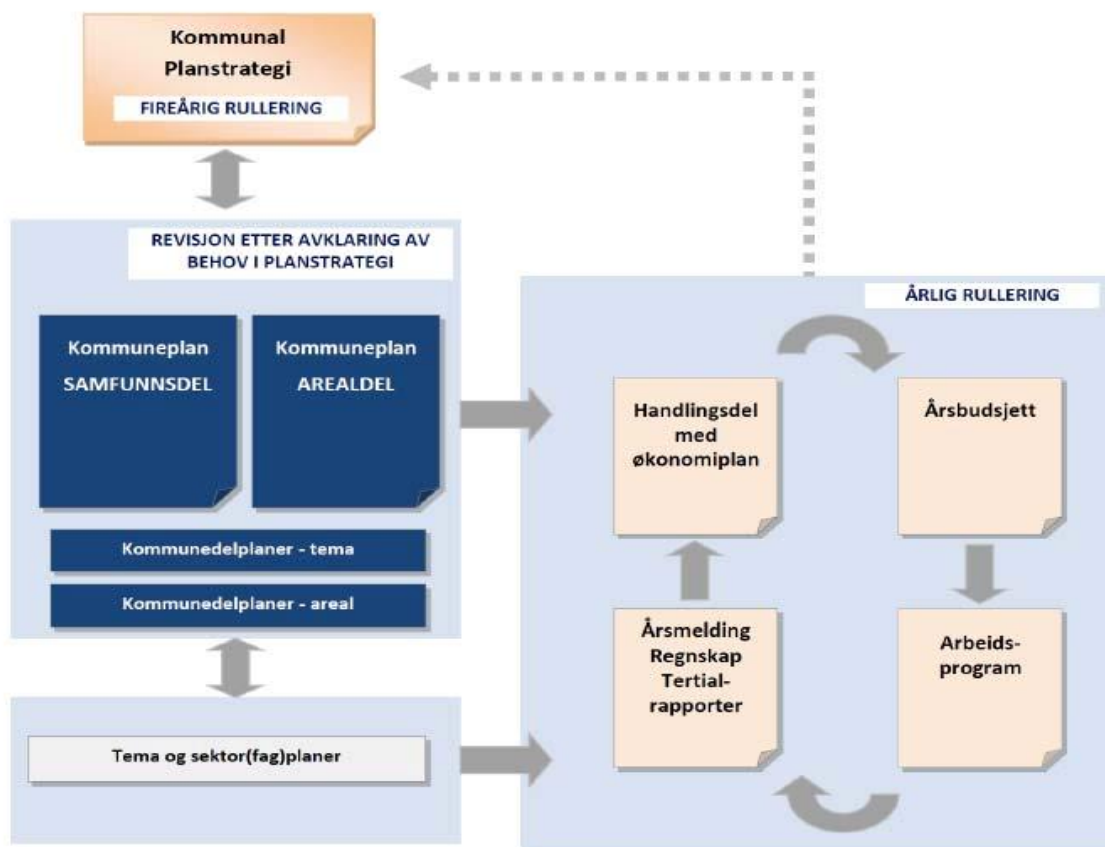 Kommunal
Planstrategi
FIREÅRIG RULLERING
REVISJON ETTER AVKLARING AV
BEHOV I PLANSTRATEGI
Kommuneplan
SAMFUNNSDEL
Kommuneplan
AREALDEL
Kommunedelplaner - tema
Kommunedelplaner - areal
Tema og sektor(fag)planer
ÅRLIG RULLERING
Handlingsdel
med
økonomiplan
Årsbudsjett
Årsmelding
Regnskap
Tertial-
rapporter
Arbeids-
program